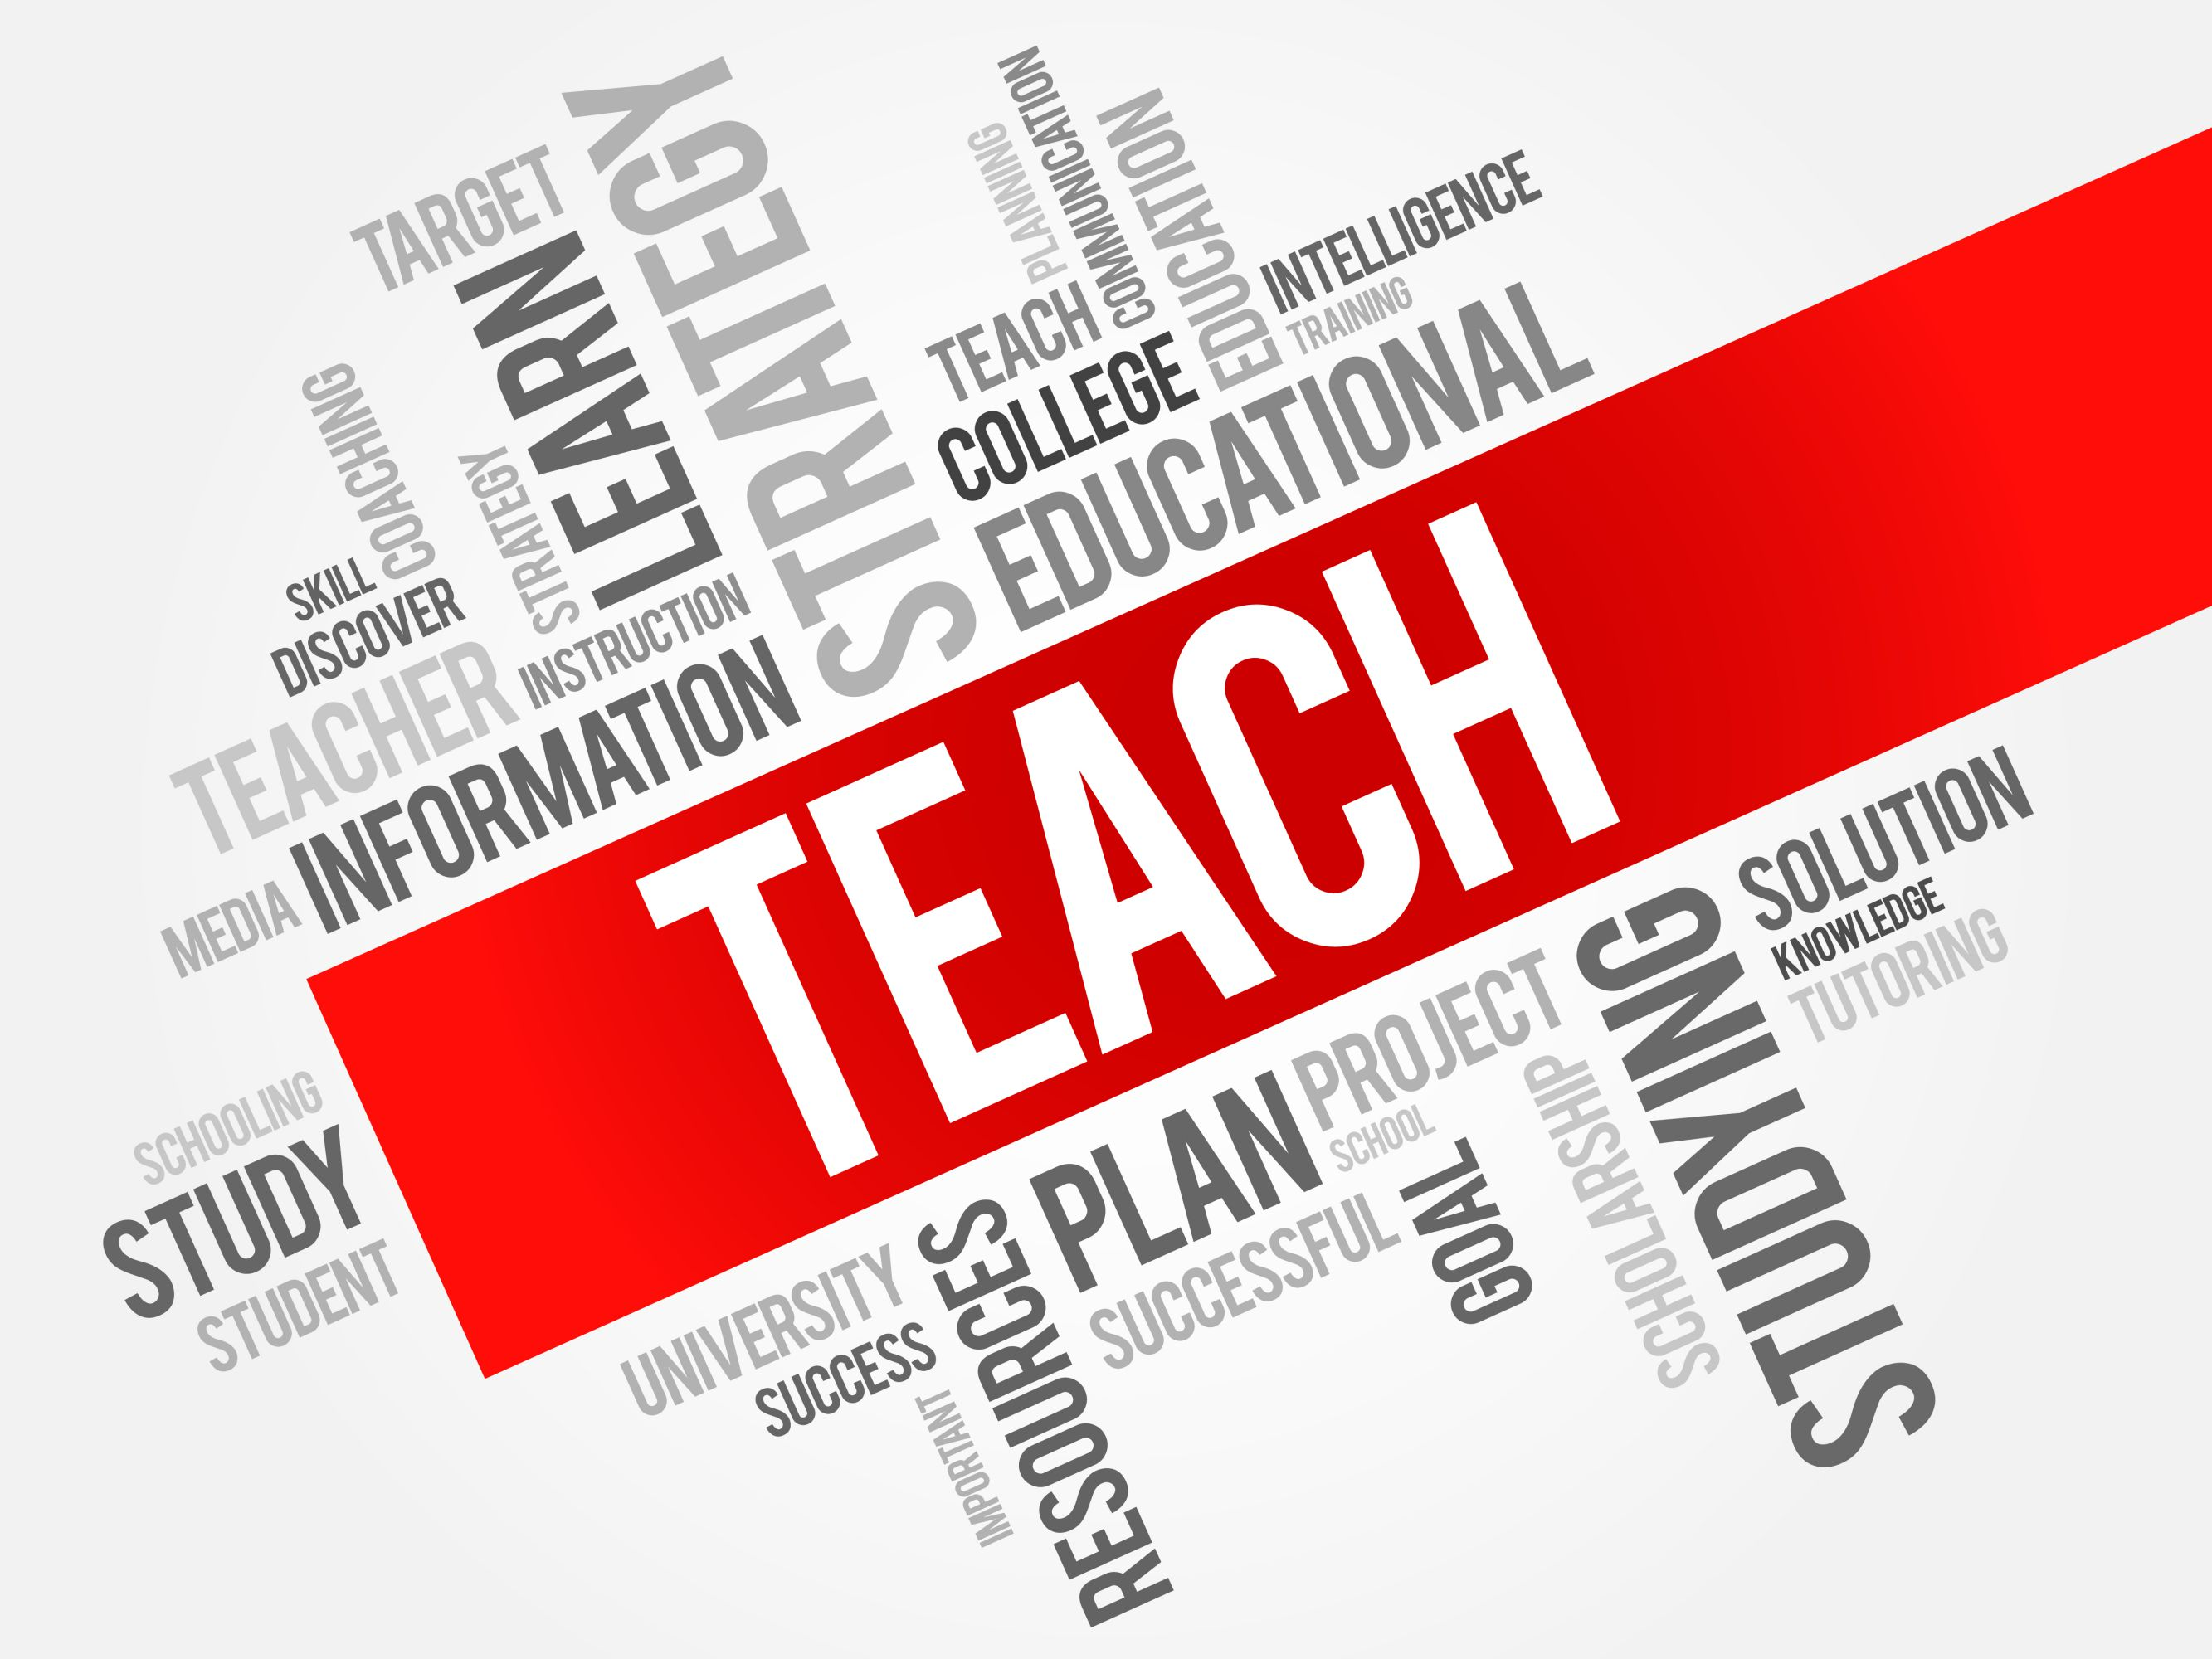 TARGET
LEARN
STRATEGY
PLANNING
COMMUNICATION
EDUCATION
INTELLIGENCE
TRAINING
TEACH
COLLEGE
EDUCATIONAL
COACHING
STRATEGY
SKILL
DISCOVER
TEACHER
INSTRUCTION
MEDIA
INFORMATION
TEACH
SOLUTION
KNOWLEDGE
TUTORING
STUDYING
SCHOLARSHIP
PROJECT
SCHOOL
PLAN
SUCCESSFUL
GOAL
SCHOOLING
STUDY
STUDENT
UNIVERSITY
SUCCESS
RESOURCES
IMPORTANT